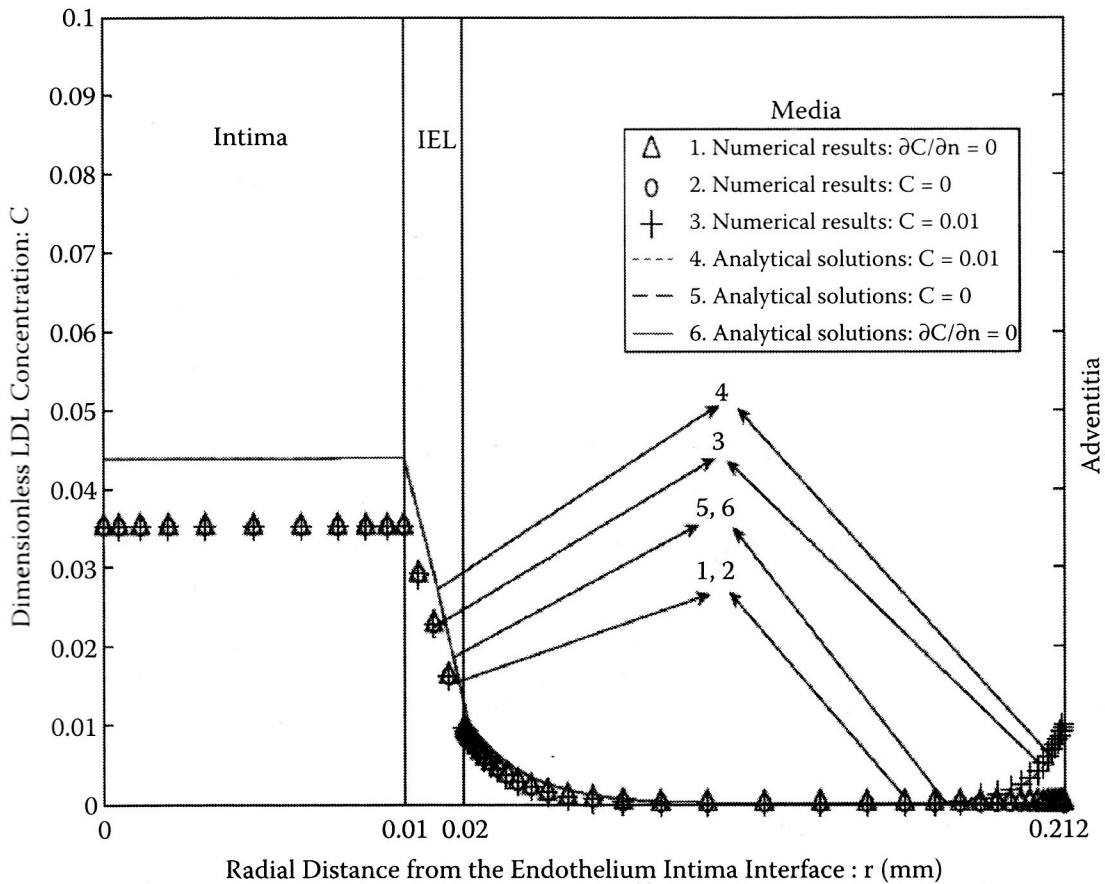 0.1
0.09
0.08
0.07
0.06
0.05
0.04
0.03
0.02
0.01
0
Dimensionless LDL Concentration: C
Intima
IEL
Media
1. Numerical results: ∂C/∂n = 0
2. Numerical results: C = 0
3. Numerical results: C = 0.01
4. Analytical solutions: C = 0.01
5. Analytical solutions: C = 0
6. Analytical solutions: ∂C/∂n = 0
4
3
5, 6
1, 2
Adventitia
0
0.01
0.02
0.212
Radial Distance from the Endothelium Intima Interface : r (mm)